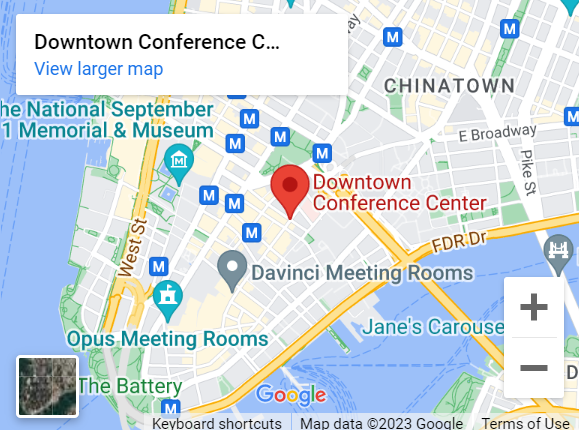 Downtown Conference C...
View larger map
M
M
M
CHINATOWN
he National September
1 Memorial & Museum
M
M
M
M
M
E Broadway
Pike St
Downtown
Conference Center
M
M
M
West St
FDR Dr
M
Davinci Meeting Rooms
Opus Meeting Rooms
Jane's Carouse
+
−
The Battery
D
M
Google
Keyboard shortcuts
Map data ©2023 Google
Terms of Use